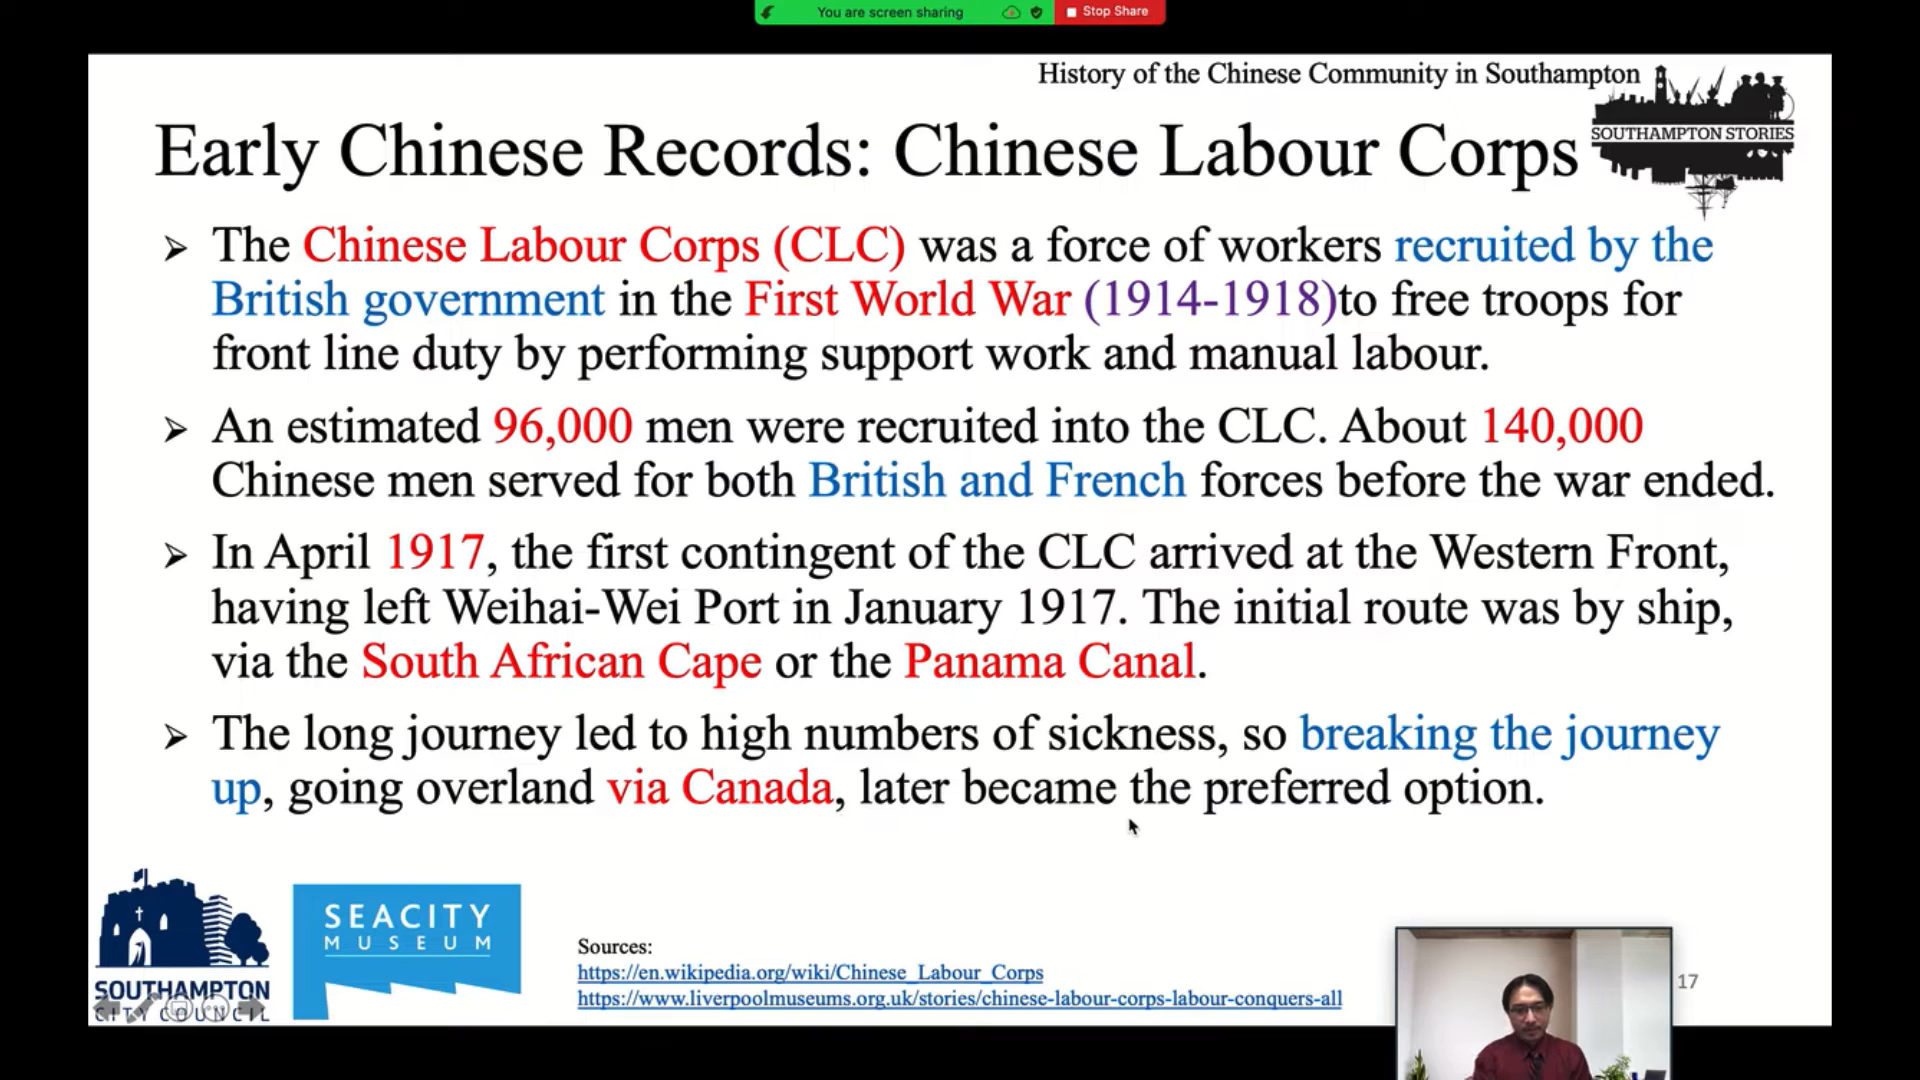 You are screen sharing
Stop Share
History of the Chinese Community in Southampton
SOUTHAMPTON STORIES
Early Chinese Records: Chinese Labour Corps
➢ The Chinese Labour Corps (CLC) was a force of workers recruited by the
British government in the First World War (1914-1918)to free troops for
front line duty by performing support work and manual labour.
➢ An estimated 96,000 men were recruited into the CLC. About 140,000
Chinese men served for both British and French forces before the war ended.
➢ In April 1917, the first contingent of the CLC arrived at the Western Front,
having left Weihai-Wei Port in January 1917. The initial route was by ship,
via the South African Cape or the Panama Canal.
➢ The long journey led to high numbers of sickness, so breaking the journey
up, going overland via Canada, later became the preferred option.
SOUTHAMPTON
CITY COUNCIL
SEACITY
MUSEUM
Sources:
https://en.wikipedia.org/wiki/Chinese_Labour_Corps
https://www.liverpoolmuseums.org.uk/stories/chinese-labour-corps-labour-conquers-all
17